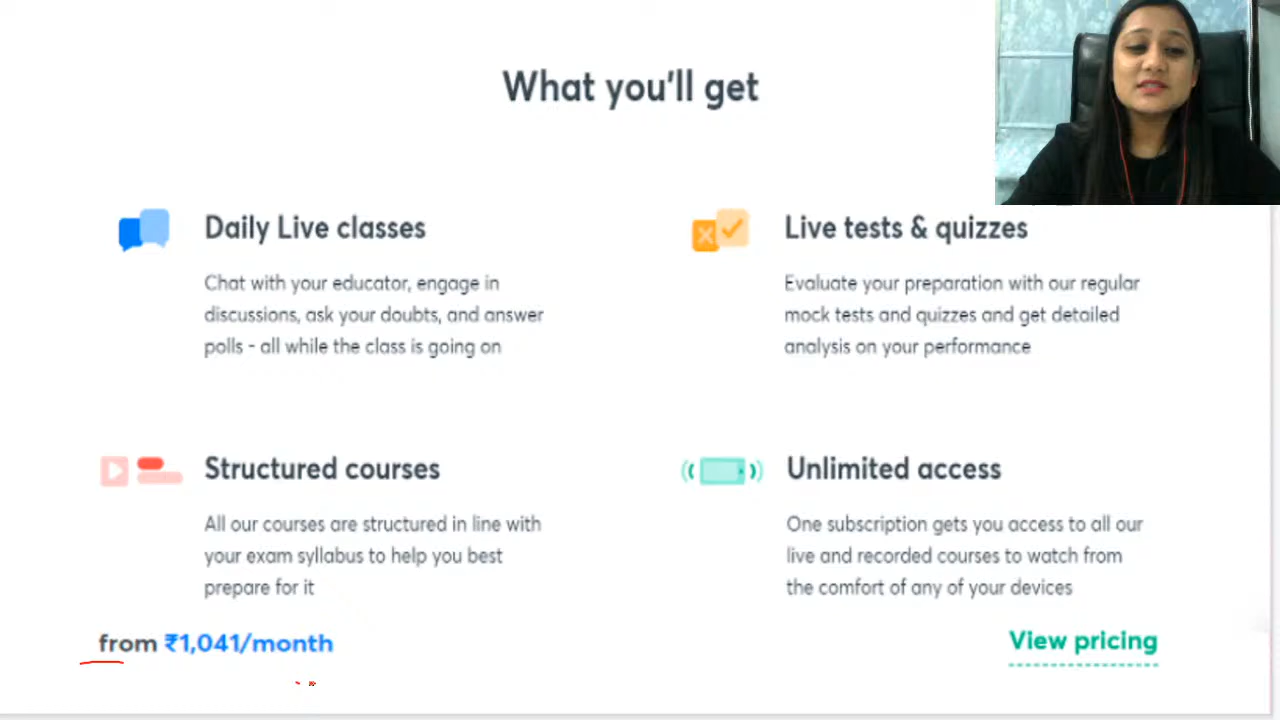 What you'll get
Daily Live classes
Chat with your educator, engage in
discussions, ask your doubts, and answer
polls - all while the class is going on
Live tests & quizzes
Evaluate your preparation with our regular
mock tests and quizzes and get detailed
analysis on your performance
Structured courses
All our courses are structured in line with
your exam syllabus to help you best
prepare for it
Unlimited access
One subscription gets you access to all our
live and recorded courses to watch from
the comfort of any of your devices
from ₹1,041/month
View pricing